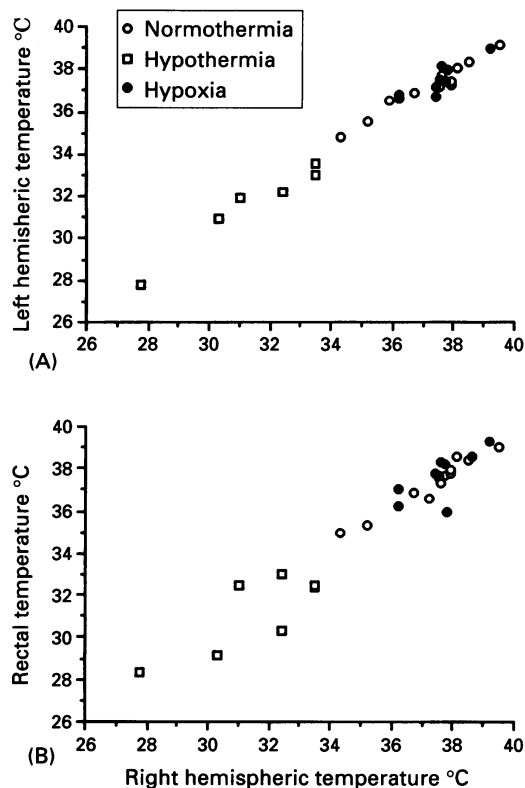 Normothermia
Hypothermia
Hypoxia
Left hemisheric temperature °C
40
38
36
34
32
30
28
26
26 28 30 32 34 36 38 40
(A)
Rectal temperature °C
40
38
36
34
32
30
28
26
26 28 30 32 34 36 38 40
(B)
Right hemispheric temperature °C